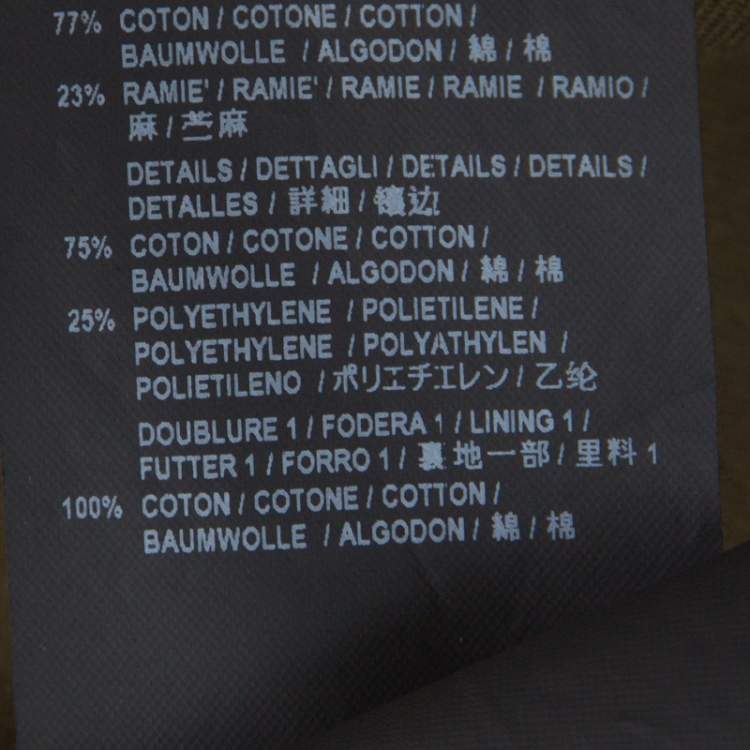 77% COTON / COTONE / COTTON /
BAUMWOLLE / ALGODON / 綿 / 棉
23% RAMIE' / RAMIE' / RAMIE / RAMIE / RAMIO /
麻 / 苎麻
DETAILS / DETTAGLI / DETAILS / DETAILS /
DETALLES / 詳細 / 镶边
75% COTON / COTONE / COTTON /
BAUMWOLLE / ALGODON / 綿 / 棉
25% POLYETHYLENE / POLIETILENE /
POLYETHYLENE / POLYATHYLEN /
POLIETILENO / ポリエチエレン / 乙纶
DOUBLURE 1 / FODERA 1 / LINING 1 /
FUTTER 1 / FORRO 1 / 裏地一部 / 里料 1
100% COTON / COTONE / COTTON /
BAUMWOLLE / ALGODON / 綿 / 棉